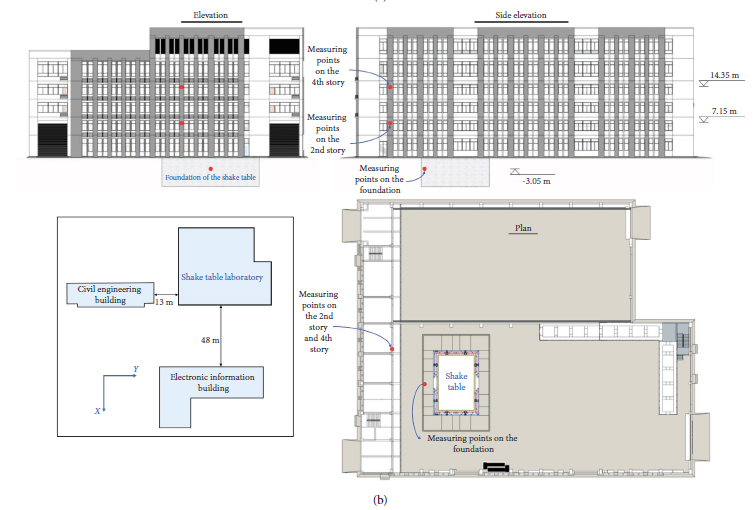 Elevation
Side elevation
Measuring
points
on the
4th story
14.35 m
Measuring
points
on the
2nd story
7.15 m
Foundation of the shake table
Measuring
points on the
foundation
-3.05 m
Plan
Shake table laboratory
Civil engineering
building
13 m
48 m
Electronic information
building
Y
X
Measuring
points on
the 2nd
story
and 4th
story
Shake
table
Measuring points on the
foundation
(b)